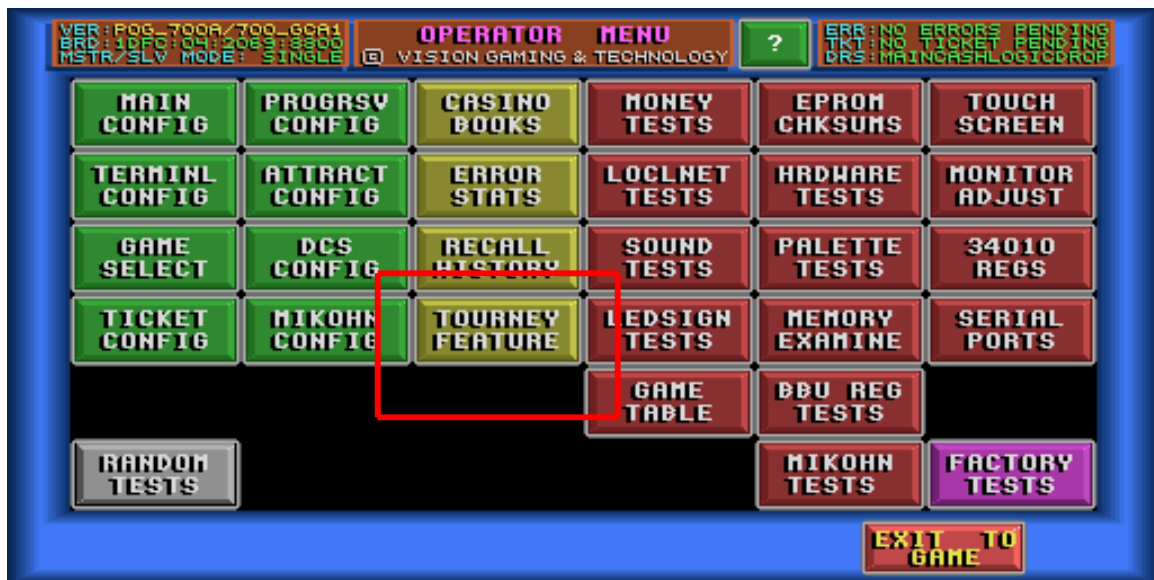 VER:POG_700A/700_GOA1
BRD:1DFC:04:2069:8800
MSTR/SLV MODE: SINGLE
OPERATOR MENU
VISION GAMING & TECHNOLOGY
?
ERR:NO ERRORS PENDING
TKT:NO TICKET PENDING
DRS:MAINCASHLOGICDROP
MAIN CONFIG
PROGRSV CONFIG
CASINO BOOKS
MONEY TESTS
EPROM CHKSUMS
TOUCH SCREEN
TERMINL CONFIG
ATTRACT CONFIG
ERROR STATS
LOCLNET TESTS
HRDWARE TESTS
MONITOR ADJUST
GAME SELECT
DCS CONFIG
RECALL HISTORY
SOUND TESTS
PALETTE TESTS
34010 REGS
TICKET CONFIG
MIKOHN CONFIG
TOURNEY FEATURE
LEDSIGN TESTS
MEMORY EXAMINE
SERIAL PORTS
GAME TABLE
BBU REG TESTS
RANDOM TESTS
MIKOHN TESTS
FACTORY TESTS
EXIT TO GAME